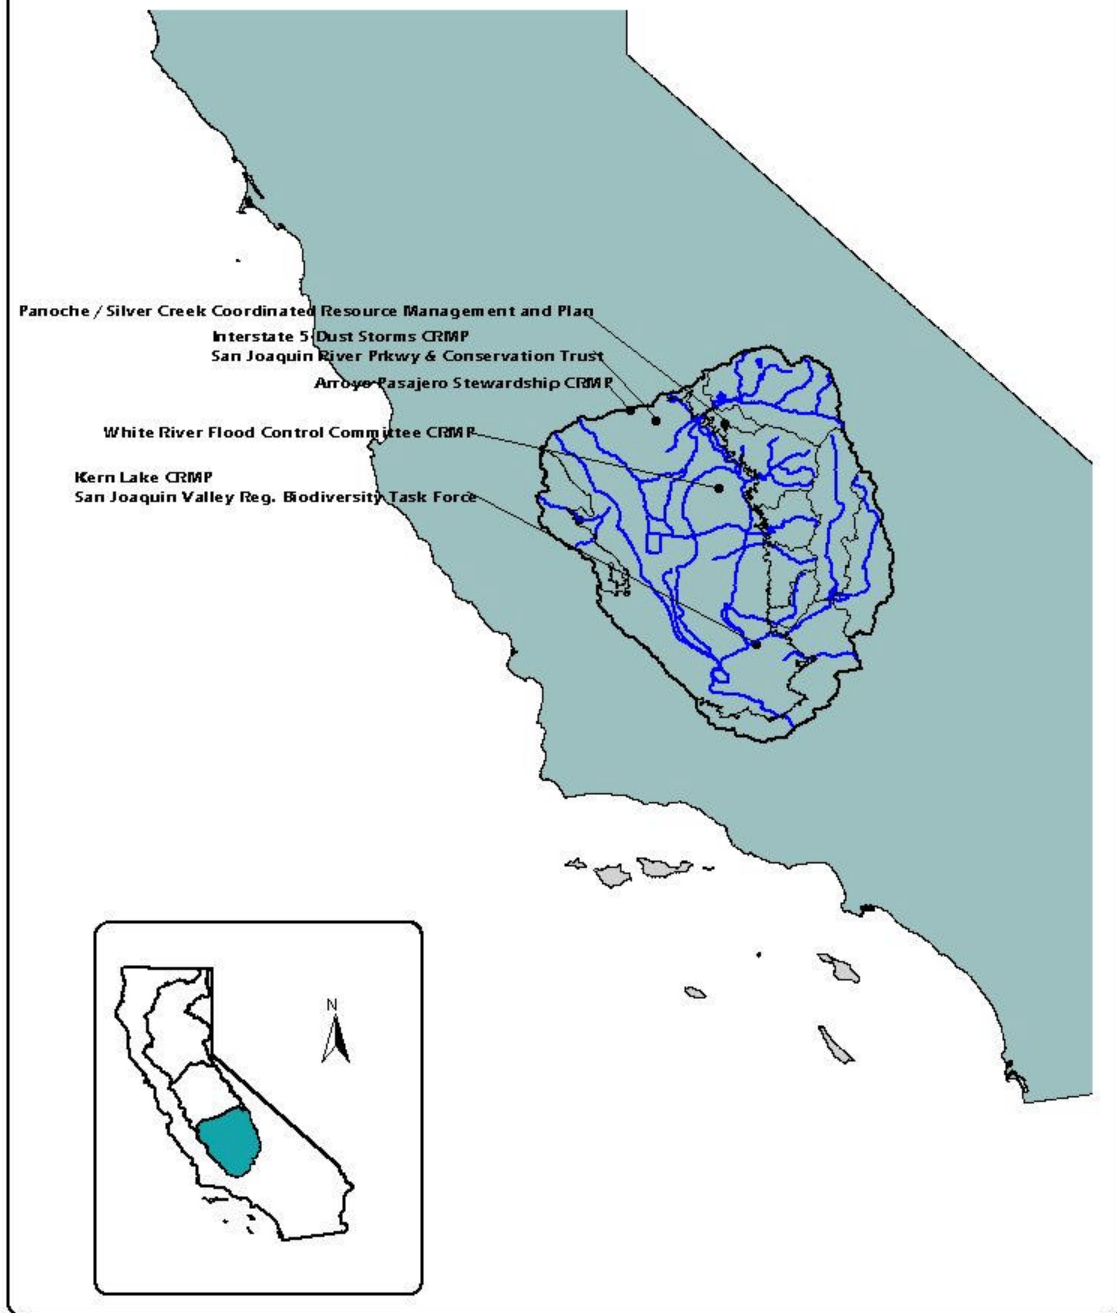 Panoche / Silver Creek Coordinated Resource Management and Plan
Interstate 5 Dust Storms CRMP
San Joaquin River Prkwy & Conservation Trust
Arroyo Pasajero Stewardship CRMP
White River Flood Control Committee CRMP
Kern Lake CRMP
San Joaquin Valley Reg. Biodiversity Task Force
N